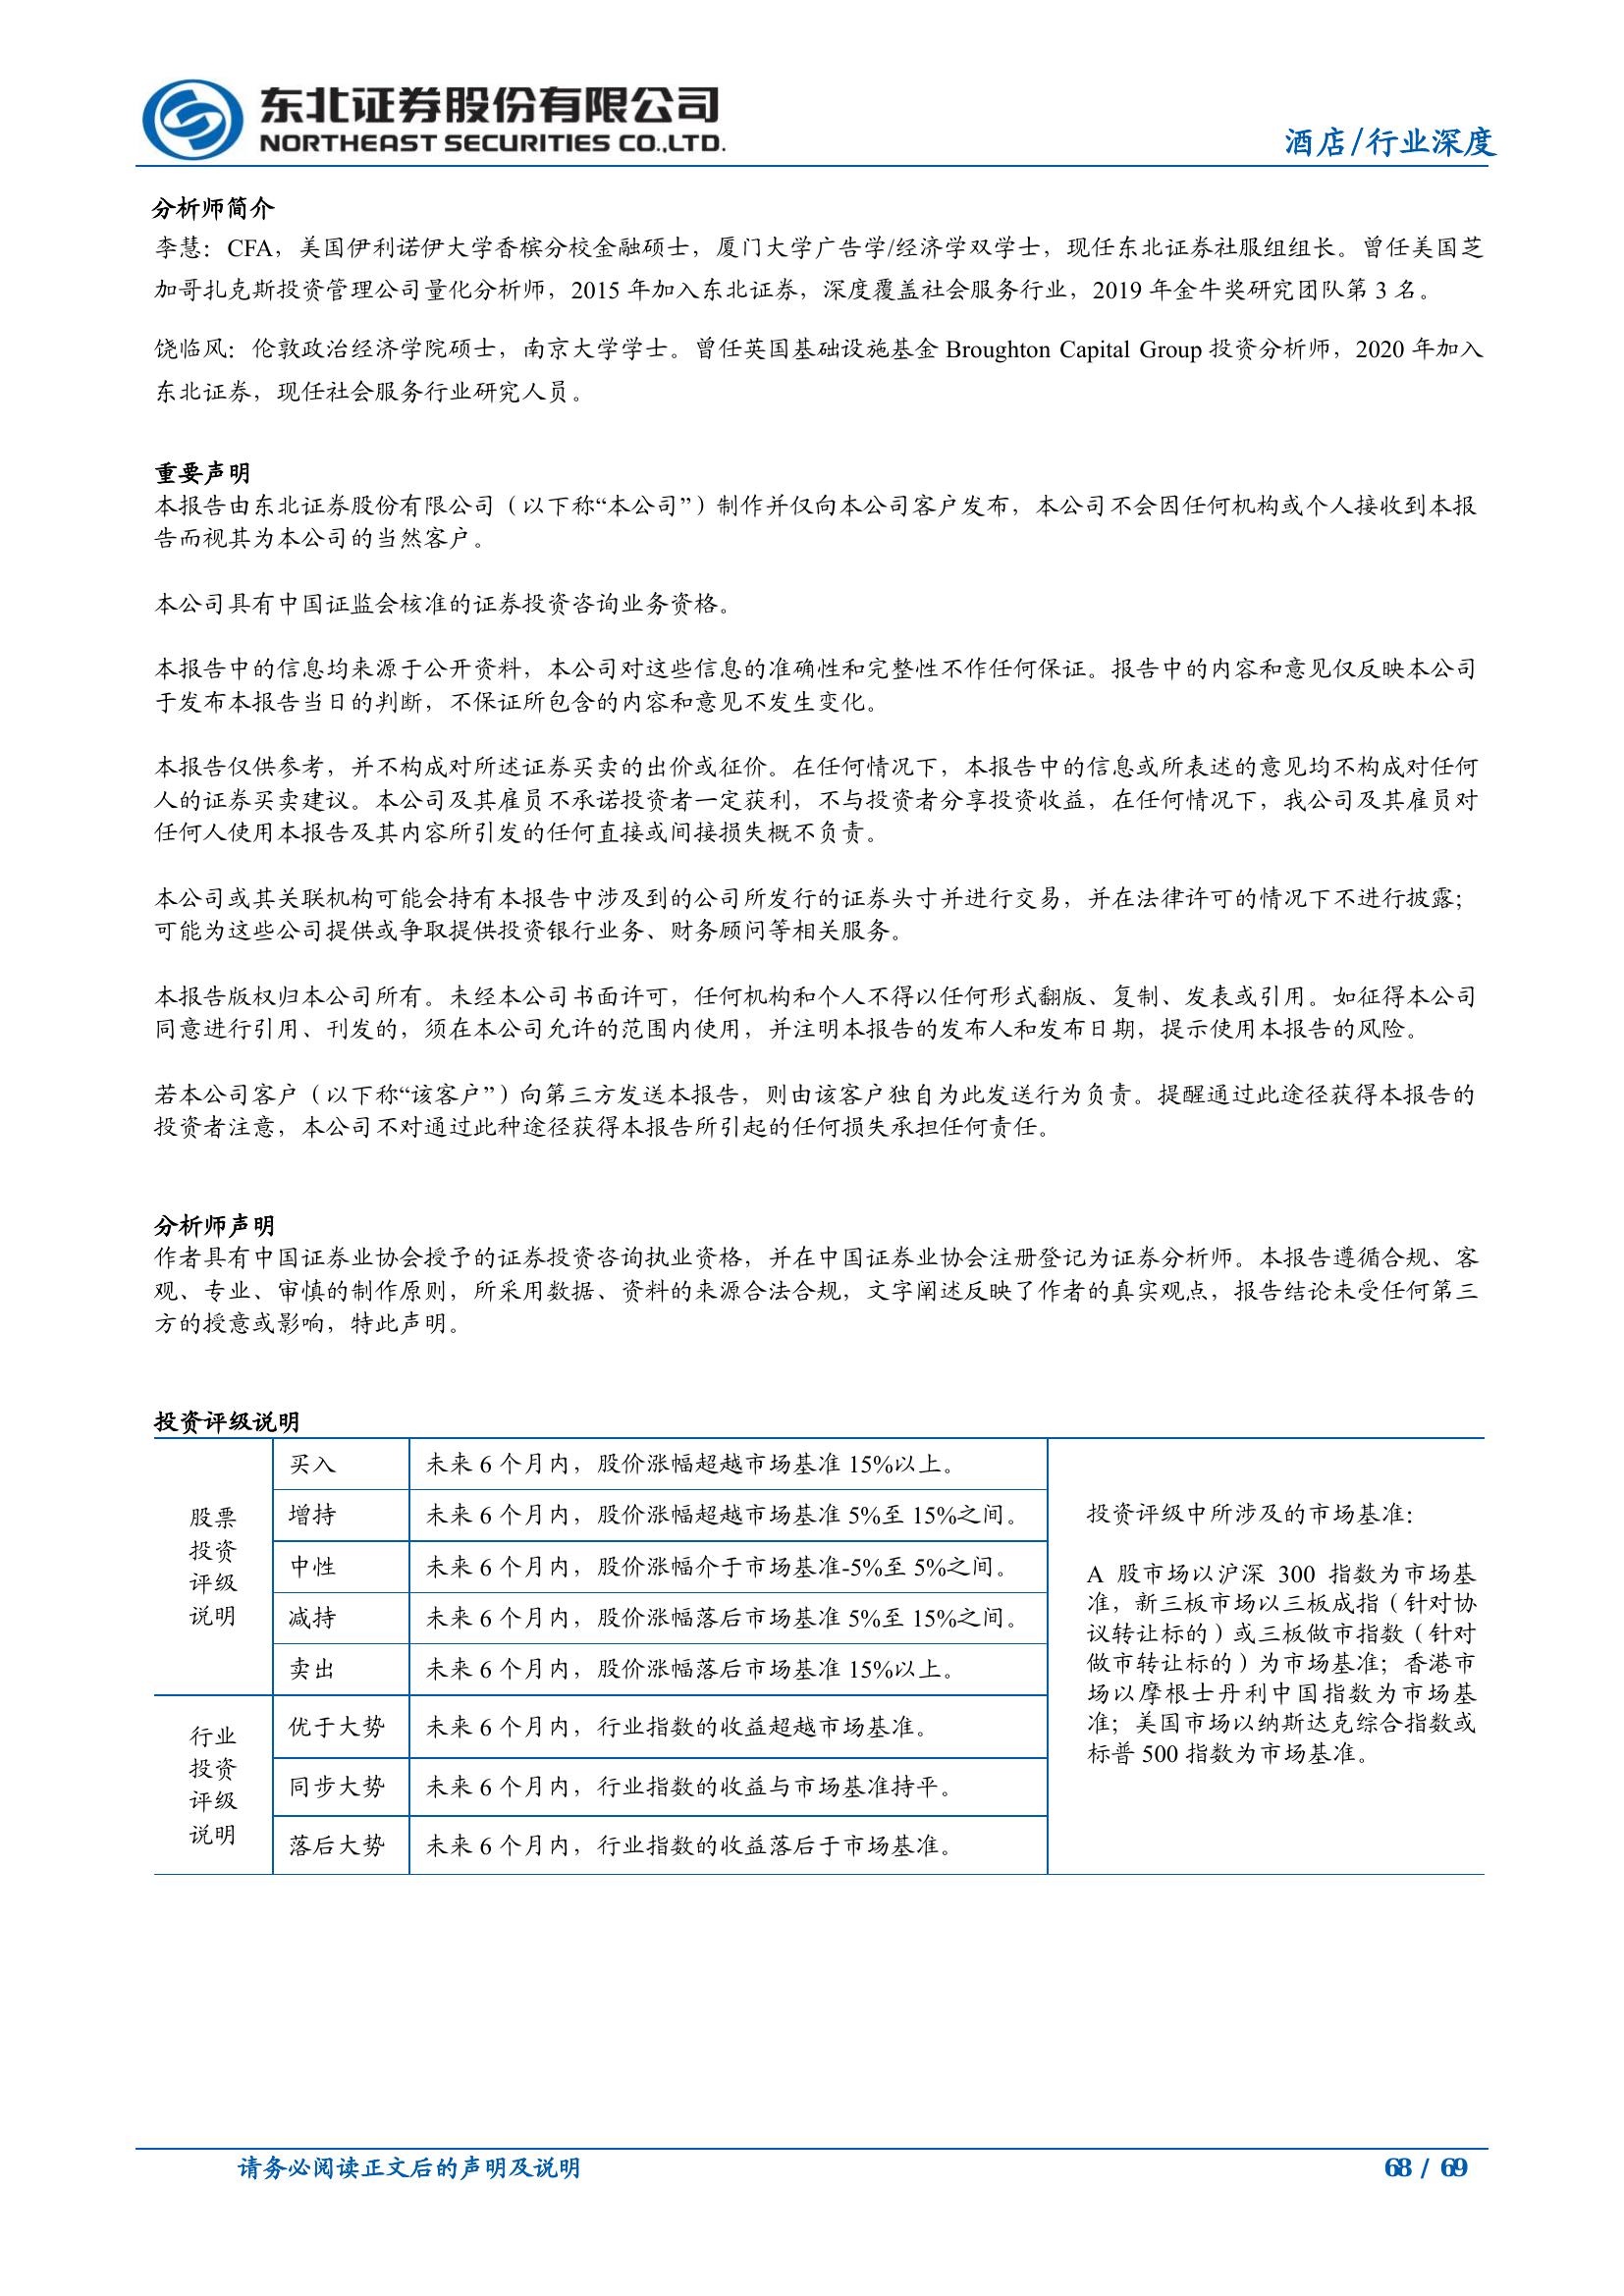 东北证券股份有限公司
NORTHEAST SECURITIES CO.,LTD.
酒店/行业深度
分析师简介
李慧：CFA，美国伊利诺伊大学香槟分校金融硕士，厦门大学广告学/经济学双学士，现任东北证券社服组组长。曾任美国芝
加哥扎克斯投资管理公司量化分析师，2015 年加入东北证券，深度覆盖社会服务行业，2019 年金牛奖研究团队第 3 名。
饶临风：伦敦政治经济学院硕士，南京大学学士。曾任英国基础设施基金 Broughton Capital Group 投资分析师，2020 年加入
东北证券，现任社会服务行业研究人员。
重要声明
本报告由东北证券股份有限公司（以下称“本公司”）制作并仅向本公司客户发布，本公司不会因任何机构或个人接收到本报
告而视其为本公司的当然客户。
本公司具有中国证监会核准的证券投资咨询业务资格。
本报告中的信息均来源于公开资料，本公司对这些信息的准确性和完整性不作任何保证。报告中的内容和意见仅反映本公司
于发布本报告当日的判断，不保证所包含的内容和意见不发生变化。
本报告仅供参考，并不构成对所述证券买卖的出价或征价。在任何情况下，本报告中的信息或所表述的意见均不构成对任何
人的证券买卖建议。本公司及其雇员不承诺投资者一定获利，不与投资者分享投资收益，在任何情况下，我公司及其雇员对
任何人使用本报告及其内容所引发的任何直接或间接损失概不负责。
本公司或其关联机构可能会持有本报告中涉及到的公司所发行的证券头寸并进行交易，并在法律许可的情况下不进行披露；
可能为这些公司提供或争取提供投资银行业务、财务顾问等相关服务。
本报告版权归本公司所有。未经本公司书面许可，任何机构和个人不得以任何形式翻版、复制、发表或引用。如征得本公司
同意进行引用、刊发的，须在本公司允许的范围内使用，并注明本报告的发布人和发布日期，提示使用本报告的风险。
若本公司客户（以下称“该客户”）向第三方发送本报告，则由该客户独自为此发送行为负责。提醒通过此途径获得本报告的
投资者注意，本公司不对通过此种途径获得本报告所引起的任何损失承担任何责任。
分析师声明
作者具有中国证券业协会授予的证券投资咨询执业资格，并在中国证券业协会注册登记为证券分析师。本报告遵循合规、客
观、专业、审慎的制作原则，所采用数据、资料的来源合法合规，文字阐述反映了作者的真实观点，报告结论未受任何第三
方的授意或影响，特此声明。
投资评级说明
股票
投资
评级
说明
买入
未来 6 个月内，股价涨幅超越市场基准 15%以上。
增持
未来 6 个月内，股价涨幅超越市场基准 5%至 15%之间。
中性
未来 6 个月内，股价涨幅介于市场基准-5%至 5%之间。
减持
未来 6 个月内，股价涨幅落后市场基准 5%至 15%之间。
卖出
未来 6 个月内，股价涨幅落后市场基准 15%以上。
行业
投资
评级
说明
优于大势
未来 6 个月内，行业指数的收益超越市场基准。
同步大势
未来 6 个月内，行业指数的收益与市场基准持平。
落后大势
未来 6 个月内，行业指数的收益落后于市场基准。
投资评级中所涉及的市场基准：
A 股市场以沪深 300 指数为市场基
准，新三板市场以三板成指（针对协
议转让标的）或三板做市指数（针对
做市转让标的）为市场基准；香港市
场以摩根士丹利中国指数为市场基
准；美国市场以纳斯达克综合指数或
标普 500 指数为市场基准。
请务必阅读正文后的声明及说明
68 / 69